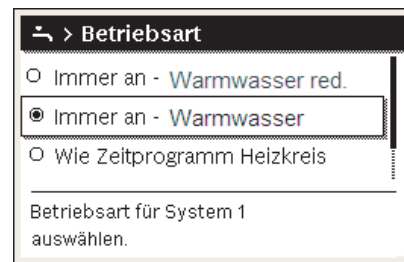 > Betriebsart
Immer an - Warmwasser red.
Immer an - Warmwasser
Wie Zeitprogramm Heizkreis
Betriebsart für System 1
auswählen.